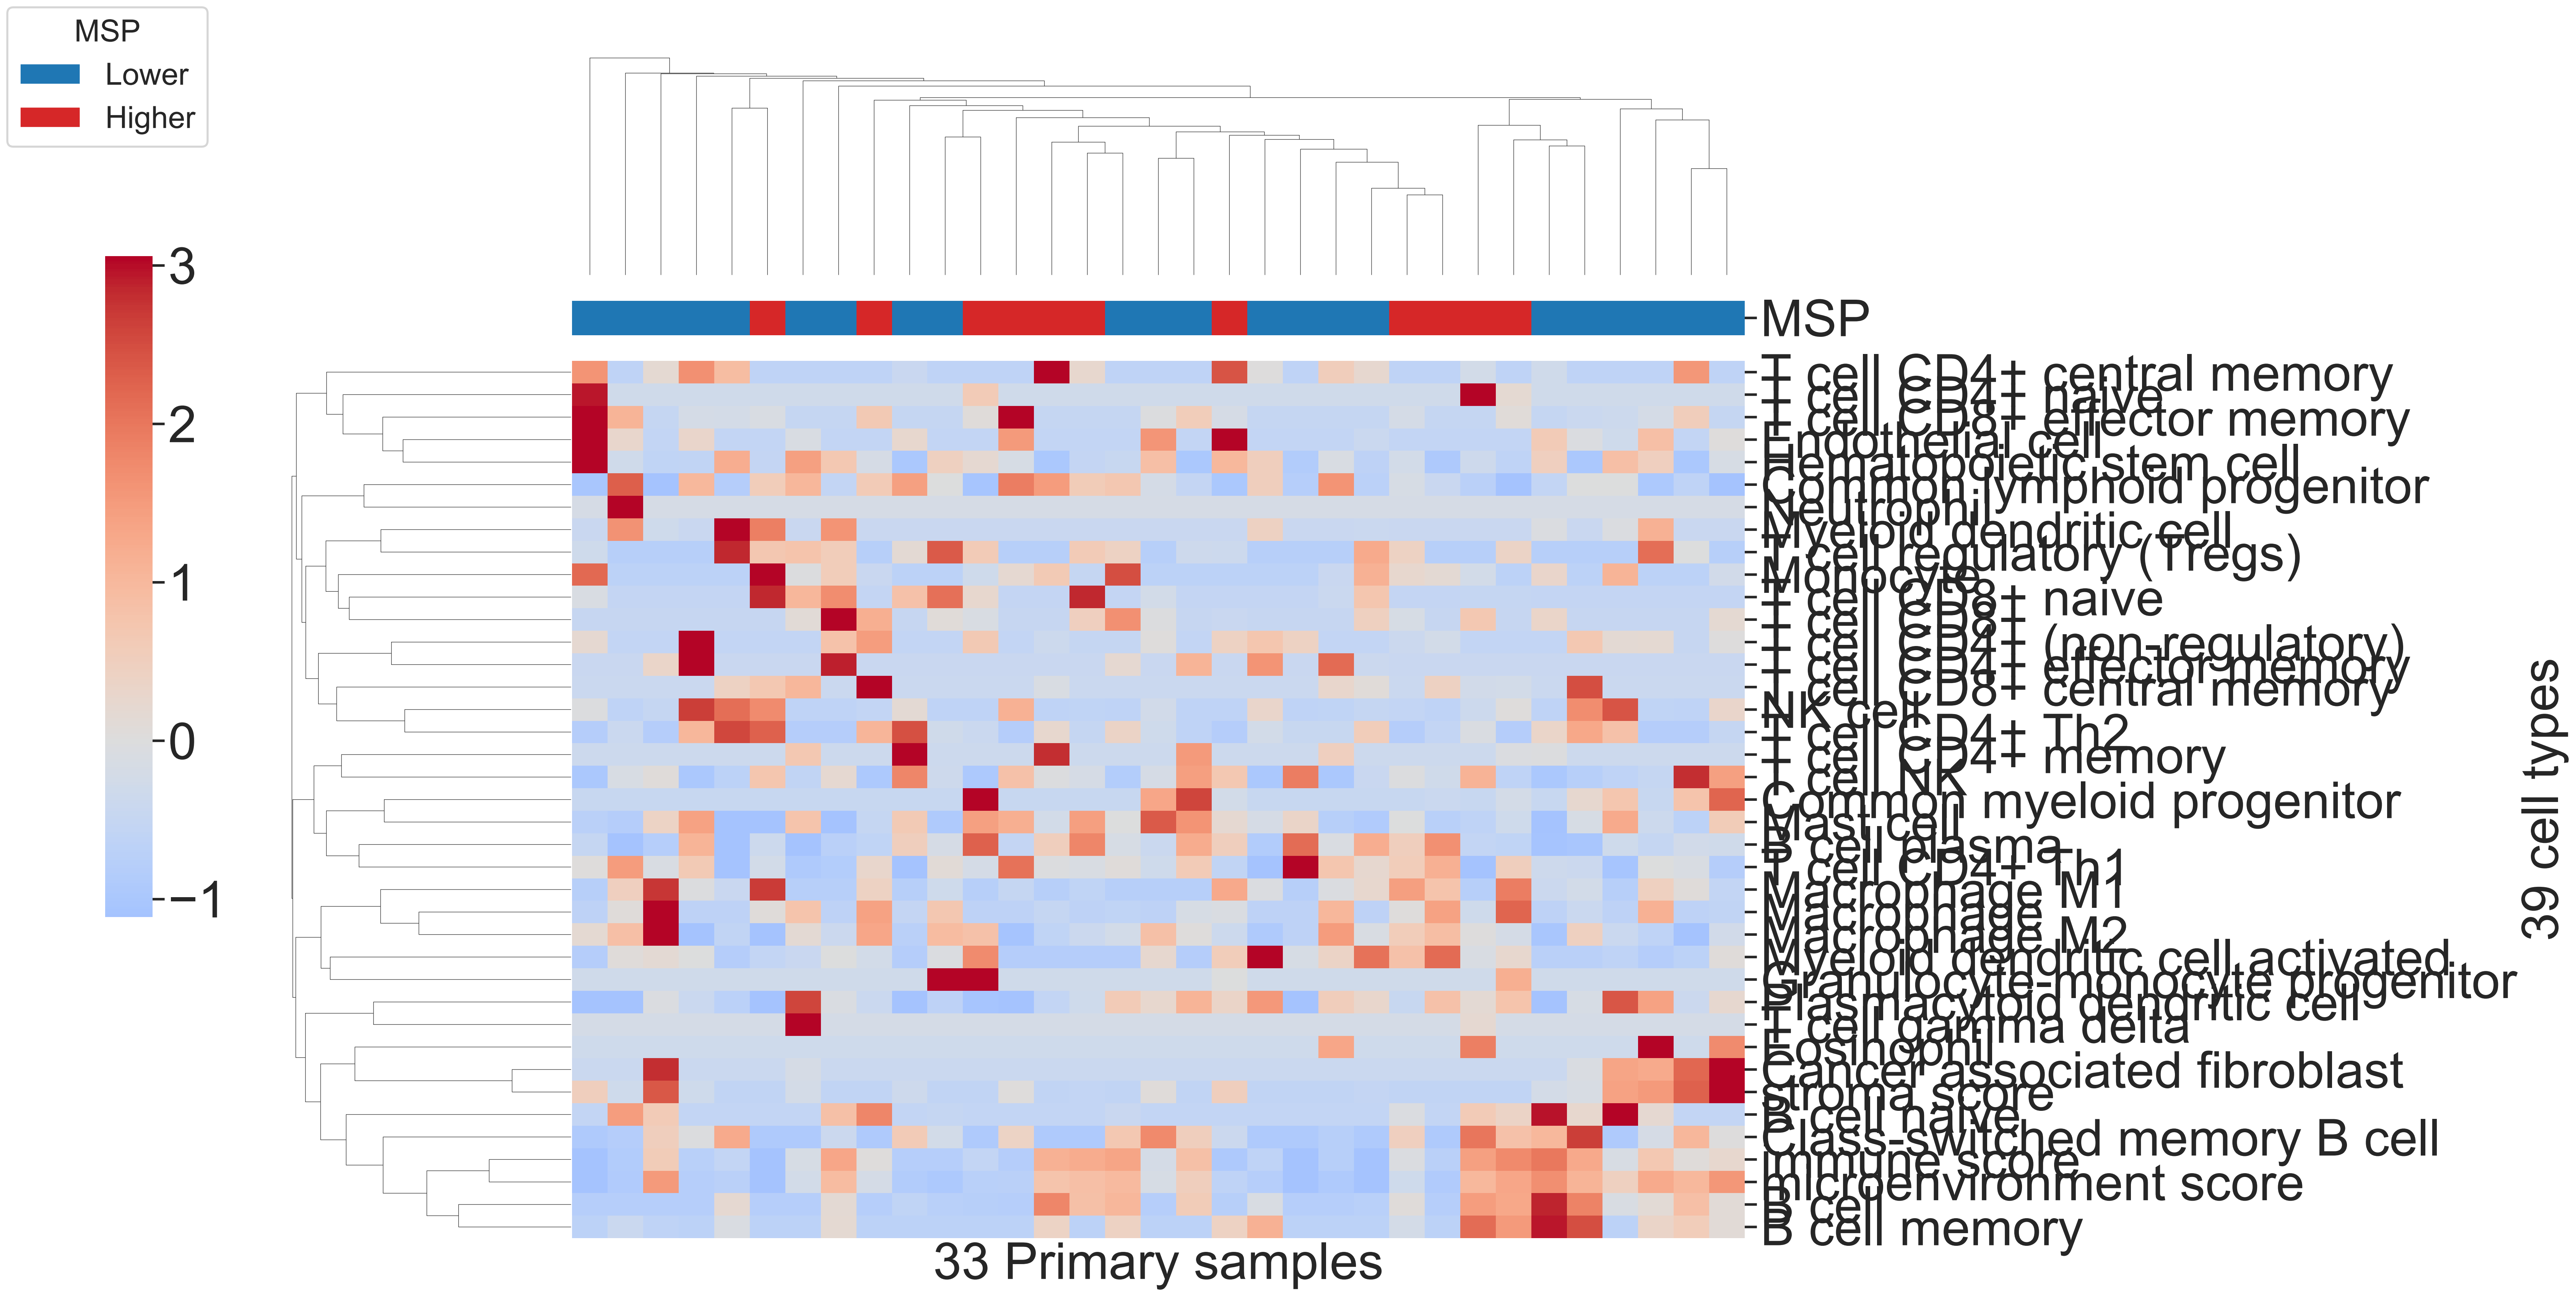 MSP
Lower
Higher
3
2
1
0
−1
MSP
T cell CD4+ central memory
T cell CD4+ naive
T cell CD8+ effector memory
Endothelial cell
Hematopoietic stem cell
Common lymphoid progenitor
Neutrophil
Myeloid dendritic cell
T cell regulatory (Tregs)
Monocyte
T cell CD8+ naive
T cell CD8+
T cell CD4+ (non-regulatory)
T cell CD4+ effector memory
T cell CD8+ central memory
NK cell
T cell CD4+ Th2
T cell CD4+ memory
T cell NK
Common myeloid progenitor
Mast cell
B cell plasma
T cell CD4+ Th1
Macrophage M1
Macrophage
Macrophage M2
Myeloid dendritic cell activated
Granulocyte-monocyte progenitor
Plasmacytoid dendritic cell
T cell gamma delta
Eosinophil
Cancer associated fibroblast
stroma score
B cell naive
Class-switched memory B cell
immune score
microenvironment score
B cell
B cell memory
39 cell types
33 Primary samples